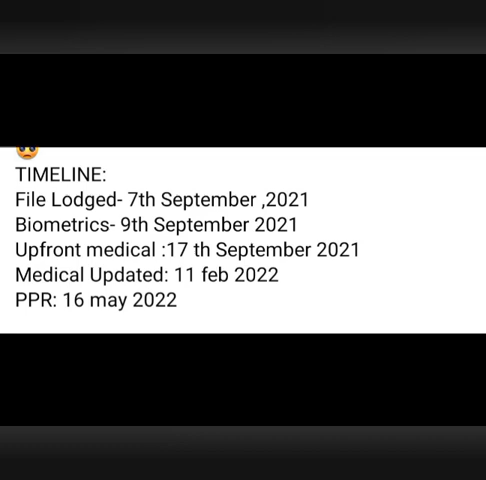 TIMELINE:
File Lodged- 7th September ,2021
Biometrics- 9th September 2021
Upfront medical :17 th September 2021
Medical Updated: 11 feb 2022
PPR: 16 may 2022